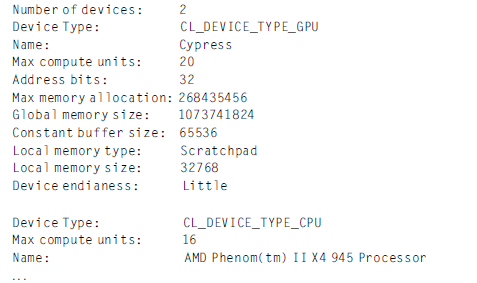 Number of devices: 2
Device Type: CL_DEVICE_TYPE_GPU
Name: Cypress
Max compute units: 20
Address bits: 32
Max memory allocation: 268435456
Global memory size: 1073741824
Constant buffer size: 65536
Local memory type: Scratchpad
Local memory size: 32768
Device endianess: Little
Device Type: CL_DEVICE_TYPE_CPU
Max compute units: 16
Name: AMD Phenom(tm) II X4 945 Processor
...